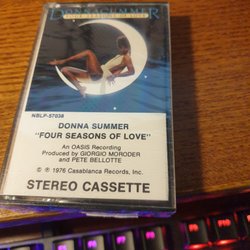 DONNA SUMMER
FOUR SEASONS OF LOVE
NBLP-57038
DONNA SUMMER
"FOUR SEASONS OF LOVE"
An OASIS Recording
Produced by GIORGIO MORODER
and PETE BELLOTTE
© ℗ 1976 Casablanca Records, Inc.
STEREO CASSETTE